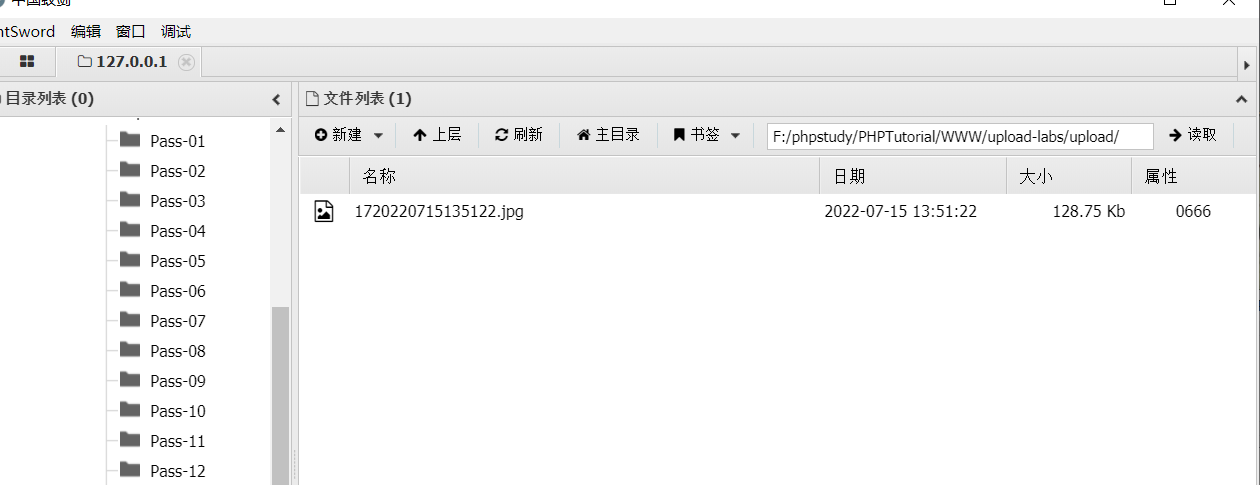 ntSword 编辑 窗口 调试
127.0.0.1
目录列表 (0)
文件列表 (1)
新建 上层 刷新 主目录 书签 F:/phpstudy/PHPTutorial/WWW/upload-labs/upload/ 读取
名称 日期 大小 属性
1720220715135122.jpg 2022-07-15 13:51:22 128.75 Kb 0666
Pass-01
Pass-02
Pass-03
Pass-04
Pass-05
Pass-06
Pass-07
Pass-08
Pass-09
Pass-10
Pass-11
Pass-12